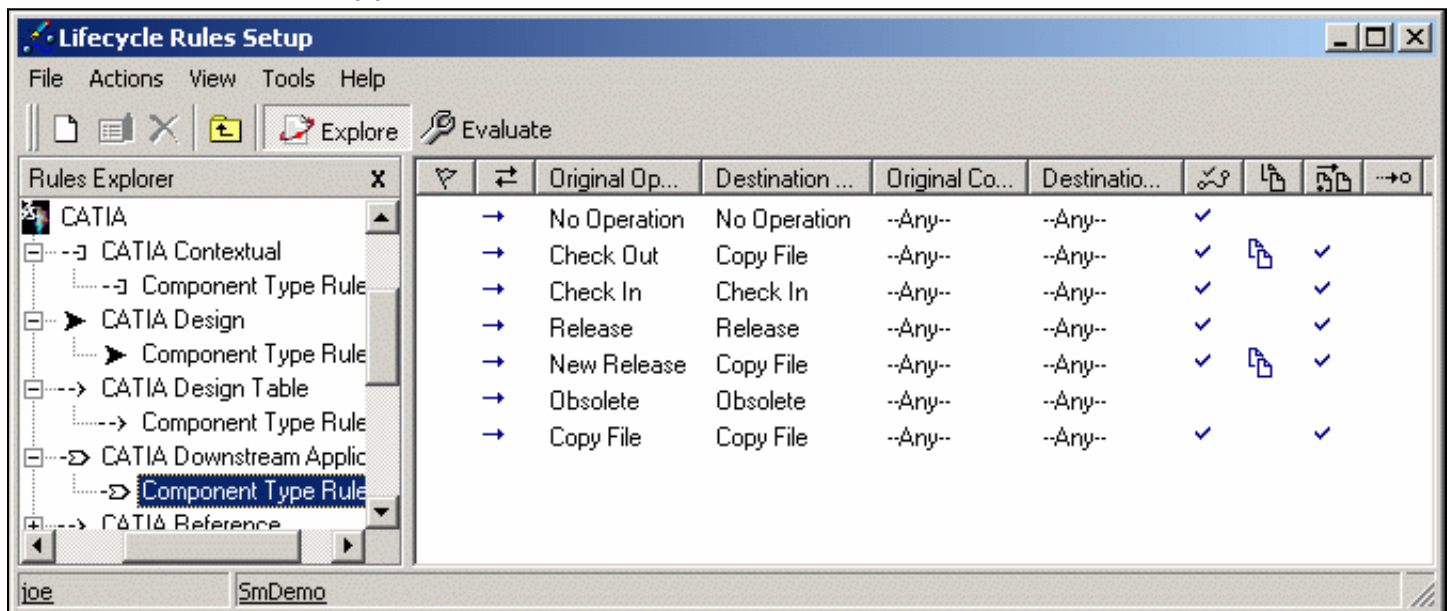 Lifecycle Rules Setup
File Actions View Tools Help
Explore Evaluate
Rules Explorer X
Original Op... Destination ... Original Co... Destinatio...
CATIA
CATIA Contextual
Component Type Rule
CATIA Design
Component Type Rule
CATIA Design Table
Component Type Rule
CATIA Downstream Applic
Component Type Rule
CATIA Reference
No Operation No Operation --Any-- --Any--
Check Out Copy File --Any-- --Any--
Check In Check In --Any-- --Any--
Release Release --Any-- --Any--
New Release Copy File --Any-- --Any--
Obsolete Obsolete --Any-- --Any--
Copy File Copy File --Any-- --Any--
joe SmDemo